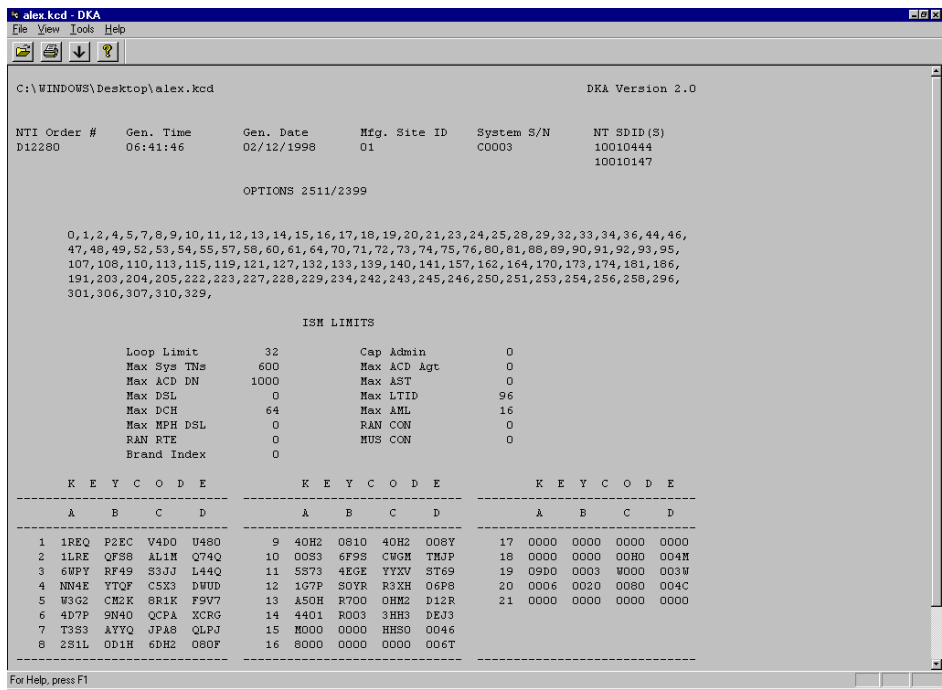 alex.kcd - DKA
File View Tools Help
C:\WINDOWS\Desktop\alex.kcd DKA Version 2.0
NTI Order # Gen. Time Gen. Date Mfg. Site ID System S/N NT SDID(S)
D12280 06:41:46 02/12/1998 01 C0003 10010444
10010147
OPTIONS 2511/2399
0,1,2,4,5,7,8,9,10,11,12,13,14,15,16,17,18,19,20,21,23,24,25,28,29,32,33,34,36,44,46,
47,48,49,52,53,54,55,57,58,60,61,64,70,71,72,73,74,75,76,80,81,88,89,90,91,92,93,95,
107,108,110,113,115,119,121,127,132,133,139,140,141,157,162,164,170,173,174,181,186,
191,203,204,205,222,223,227,228,229,234,242,243,245,246,250,251,253,254,256,258,296,
301,306,307,310,329,
ISM LIMITS
Loop Limit 32 Cap Admin 0
Max Sys TNs 600 Max ACD Agt 0
Max ACD DN 1000 Max AST 0
Max DSL 0 Max LTID 96
Max DCH 64 Max AML 16
Max MPH DSL 0 RAN CON 0
RAN RTE 0 MUS CON 0
Brand Index 0
K E Y C O D E K E Y C O D E K E Y C O D E
A B C D A B C D A B C D
1 1REQ P2EC V4D0 U480 9 40H2 0810 40H2 008Y 17 0000 0000 0000 0000
2 1LRE QFS8 AL1M Q74Q 10 00S3 6F9S CWGM TMJP 18 0000 0000 00H0 004M
3 6WPY RF49 S3JJ L44Q 11 5S73 4EGE YYXV ST69 19 09D0 0003 W000 003W
4 NN4E YTQF C5X3 DWUD 12 1G7P S0YR R3XH 06P8 20 0006 0020 0080 004C
5 W3G2 CM2K 8R1K F9V7 13 A50H R700 0HM2 D12R 21 0000 0000 0000 0000
6 4D7P 9N40 QCPA XCRG 14 4401 R003 3HH3 DEJ3
7 T3S3 AYYQ JPA8 QLPJ 15 M000 0000 HHS0 0046
8 2S1L 0D1H 6DH2 080F 16 8000 0000 0000 006T
For Help, press F1